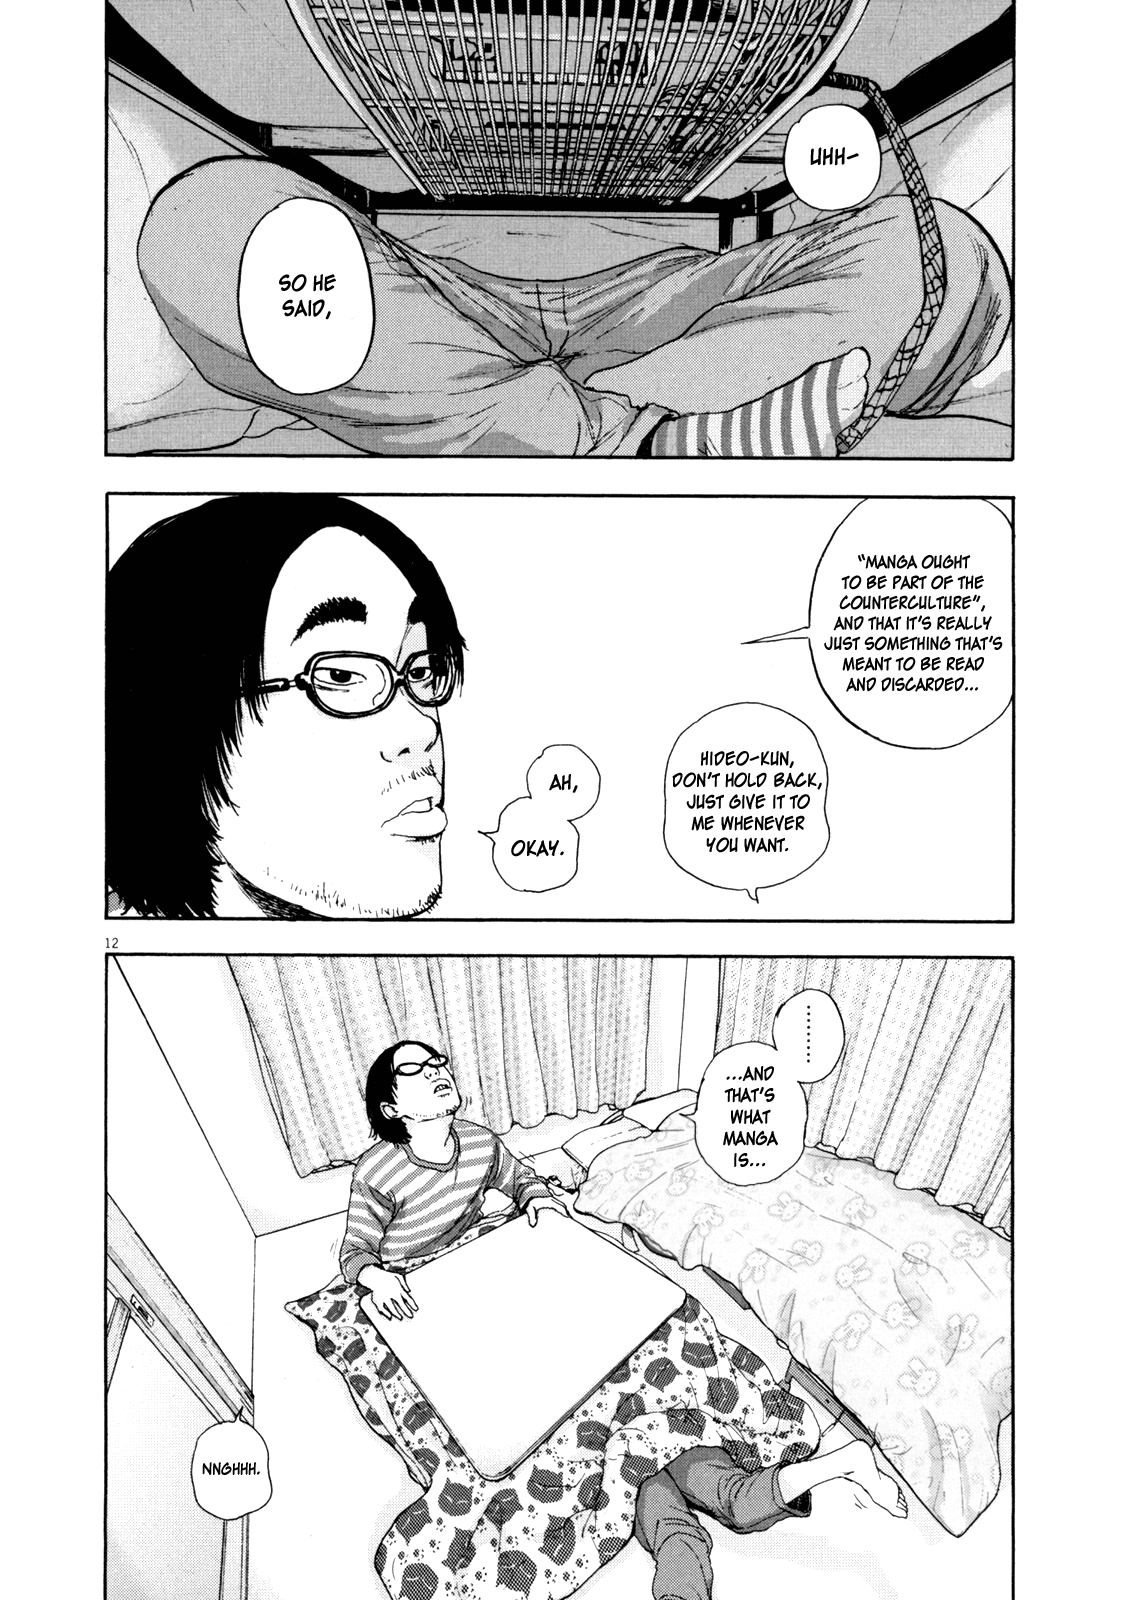 UHH-
SO HE
SAID,
"MANGA OUGHT
TO BE PART OF THE
COUNTERCULTURE",
AND THAT IT'S REALLY
JUST SOMETHING THAT'S
MEANT TO BE READ
AND DISCARDED...
HIDEO-KUN,
DON'T HOLD BACK,
JUST GIVE IT TO
ME WHENEVER
YOU WANT.
AH,
OKAY.
12
.........
...AND
THAT'S
WHAT
MANGA
IS...
NNGHHH.